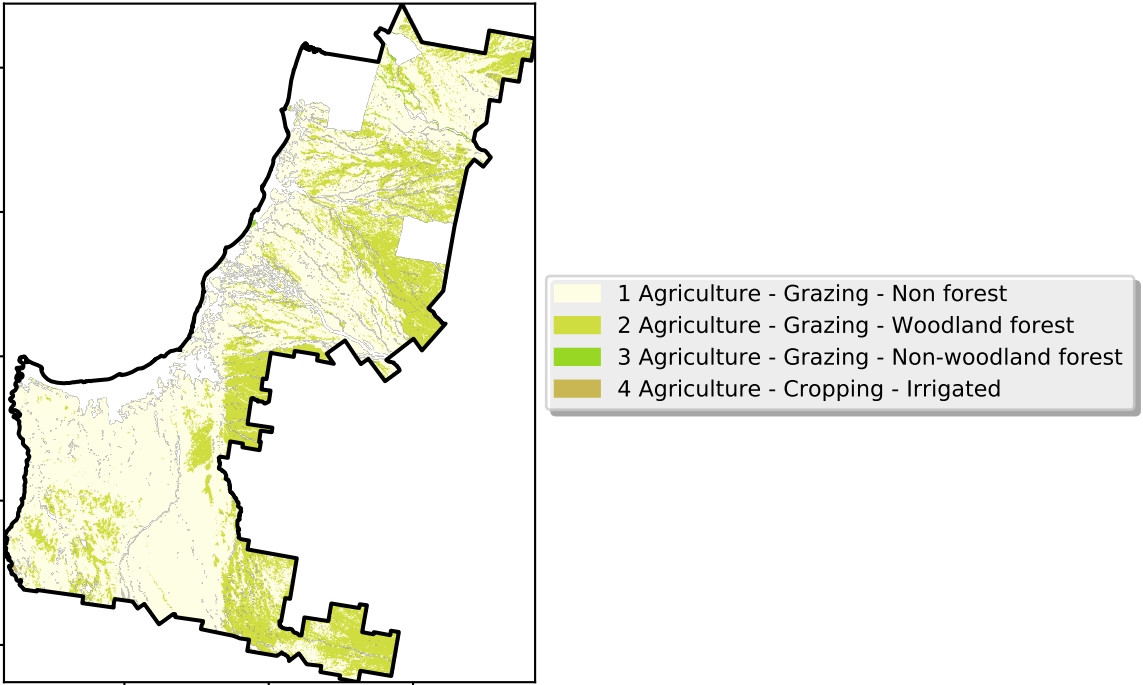 1 Agriculture - Grazing - Non forest
2 Agriculture - Grazing - Woodland forest
3 Agriculture - Grazing - Non-woodland forest
4 Agriculture - Cropping - Irrigated